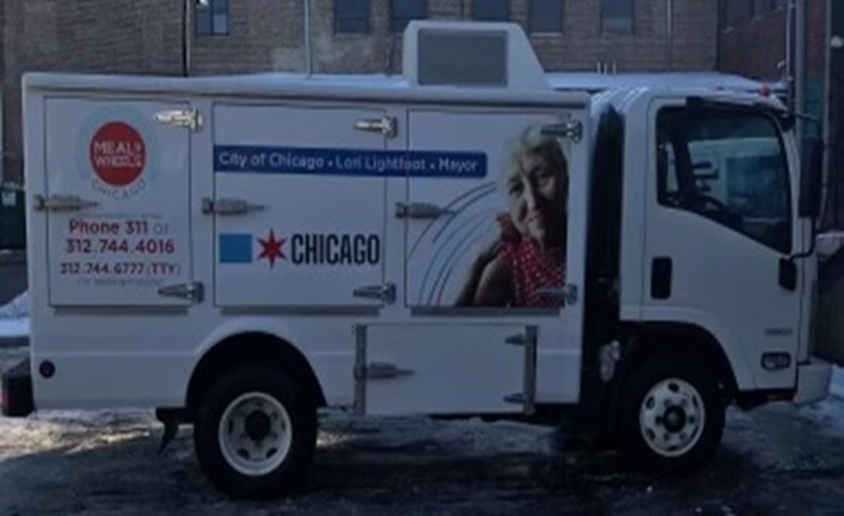 MEALS
WHEELS
CHICAGO
Phone 311 or
312.744.4016
312.744.6777 (TTY)
City of Chicago • Lori Lightfoot • Mayor
CHICAGO